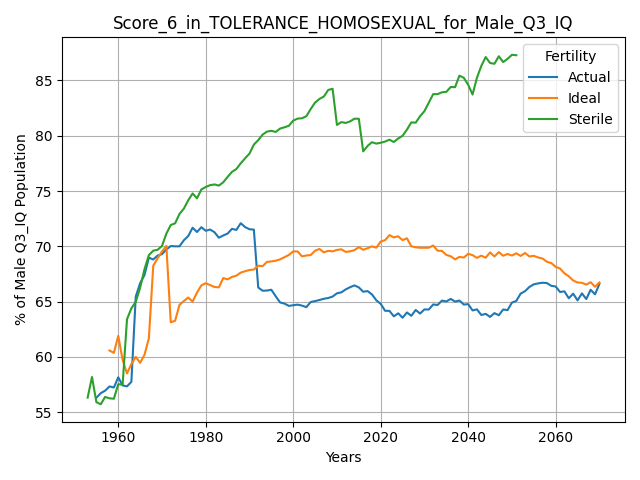 Score_6_in_TOLERANCE_HOMOSEXUAL_for_Male_Q3_IQ
% of Male Q3_IQ Population
85
80
75
70
65
60
55
Fertility
Actual
Ideal
Sterile
1960 1980 2000 2020 2040 2060
Years